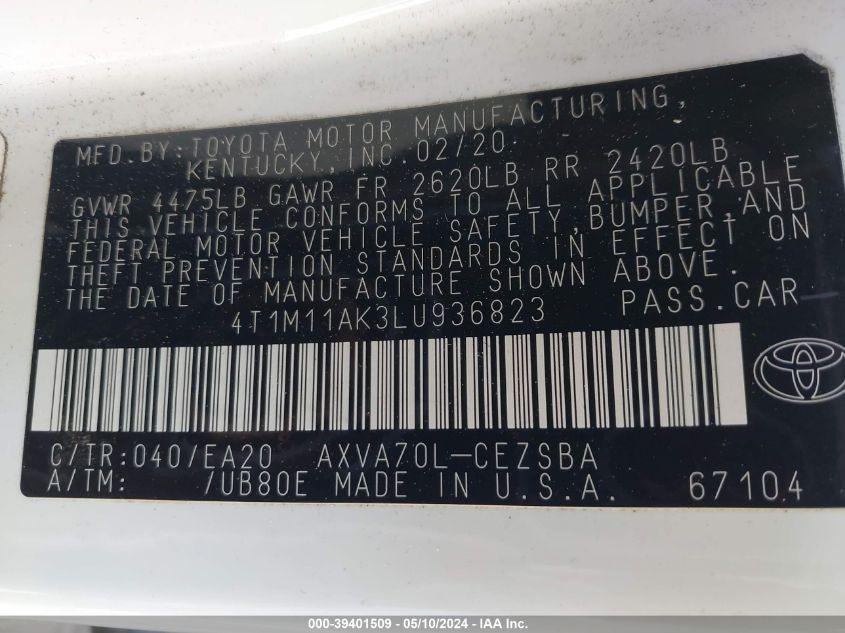 MFD. BY: TOYOTA MOTOR MANUFACTURING,
KENTUCKY, INC. 02/20
GVWR 4475LB GAWR FR 2620LB RR 2420LB
THIS VEHICLE CONFORMS TO ALL APPLICABLE
FEDERAL MOTOR VEHICLE SAFETY, BUMPER, AND
THEFT PREVENTION STANDARDS IN EFFECT ON
THE DATE OF MANUFACTURE SHOWN ABOVE.
4T1M11AK3LU936823 PASS. CAR
C/TR: 040/EA20 AXVA70L-CEZSBA
A/TM: /UB80E MADE IN U.S.A. 67104
000-39401509 - 05/10/2024 - IAA Inc.